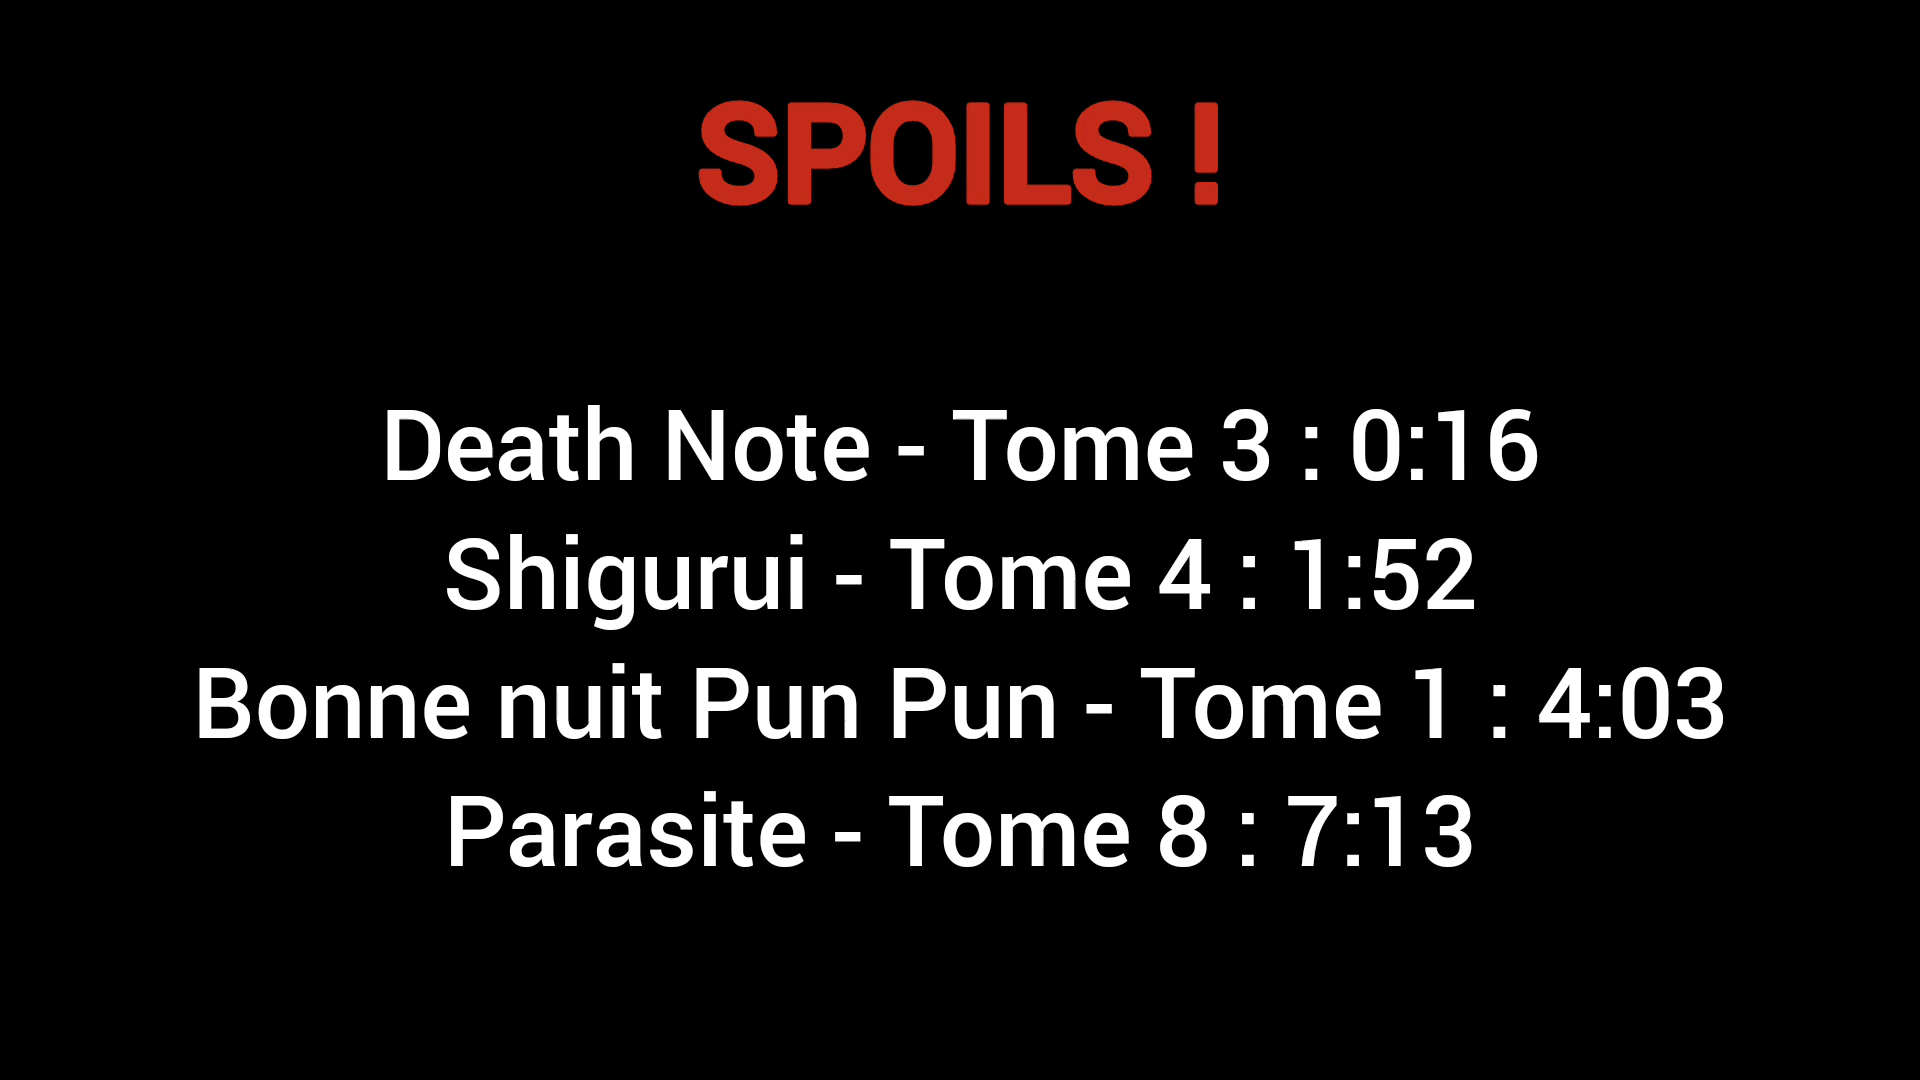 SPOILS !
Death Note - Tome 3 : 0:16
Shigurui - Tome 4 : 1:52
Bonne nuit Pun Pun - Tome 1 : 4:03
Parasite - Tome 8 : 7:13